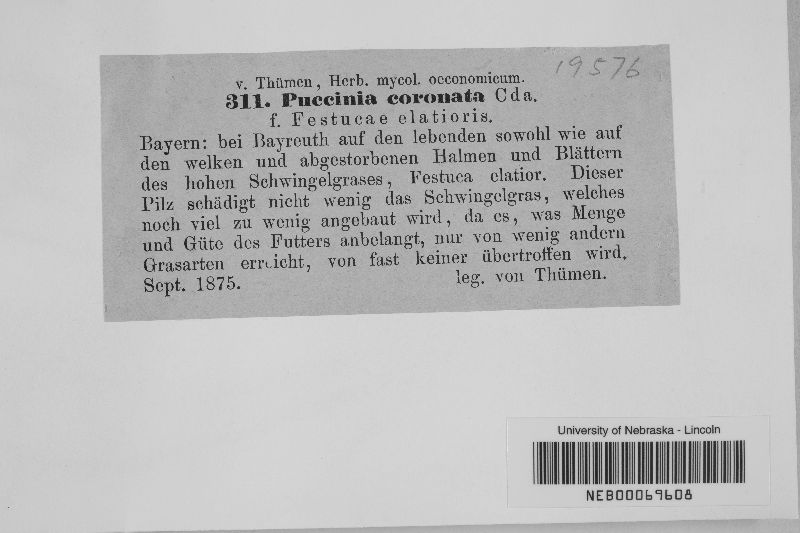 19576
v. Thümen, Herb. mycol. oeconomicum.
311. Puccinia coronata Cda.
f. Festucae elatioris.
Bayern: bei Bayreuth auf den lebenden sowohl wie auf
den welken und abgestorbenen Halmen und Blättern
des hohen Schwingelgrases, Festuca elatior. Dieser
Pilz schädigt nicht wenig das Schwingelgras, welches
noch viel zu wenig angebaut wird, da es, was Menge
und Güte des Futters anbelangt, nur von wenig andern
Grasarten erreicht, von fast keiner übertroffen wird.
Sept. 1875. leg. von Thümen.
University of Nebraska - Lincoln
NEB00069608